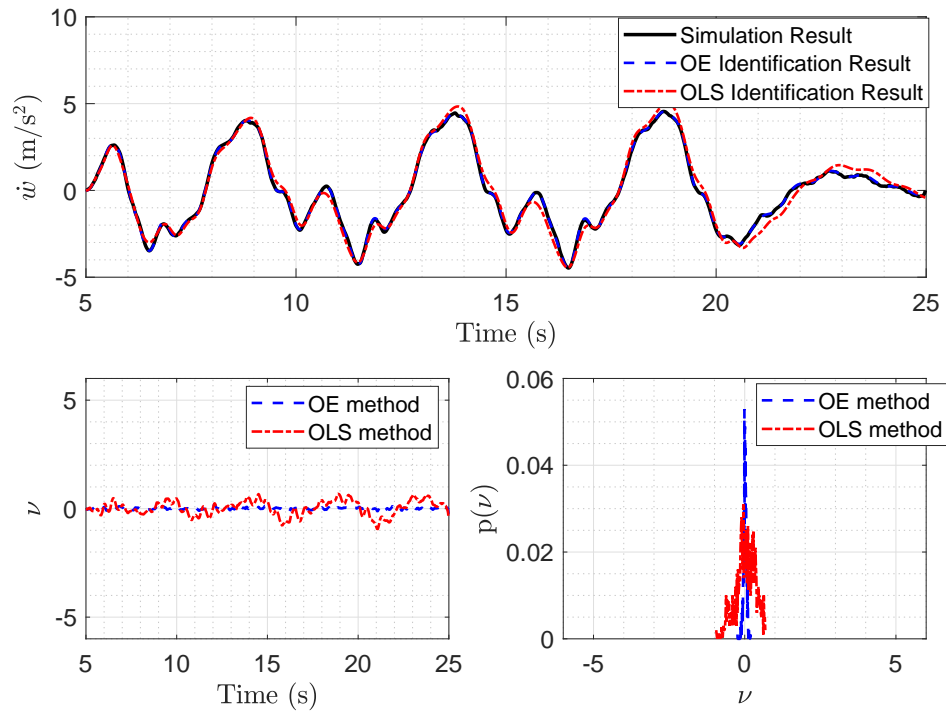 10
5
0
-5
ẇ (m/s²)
5 10 15 20 25
Time (s)
Simulation Result
OE Identification Result
OLS Identification Result
5
0
-5
ν
5 10 15 20 25
Time (s)
OE method
OLS method
0.06
0.04
0.02
0
p(ν)
-5 0 5
ν
OE method
OLS method